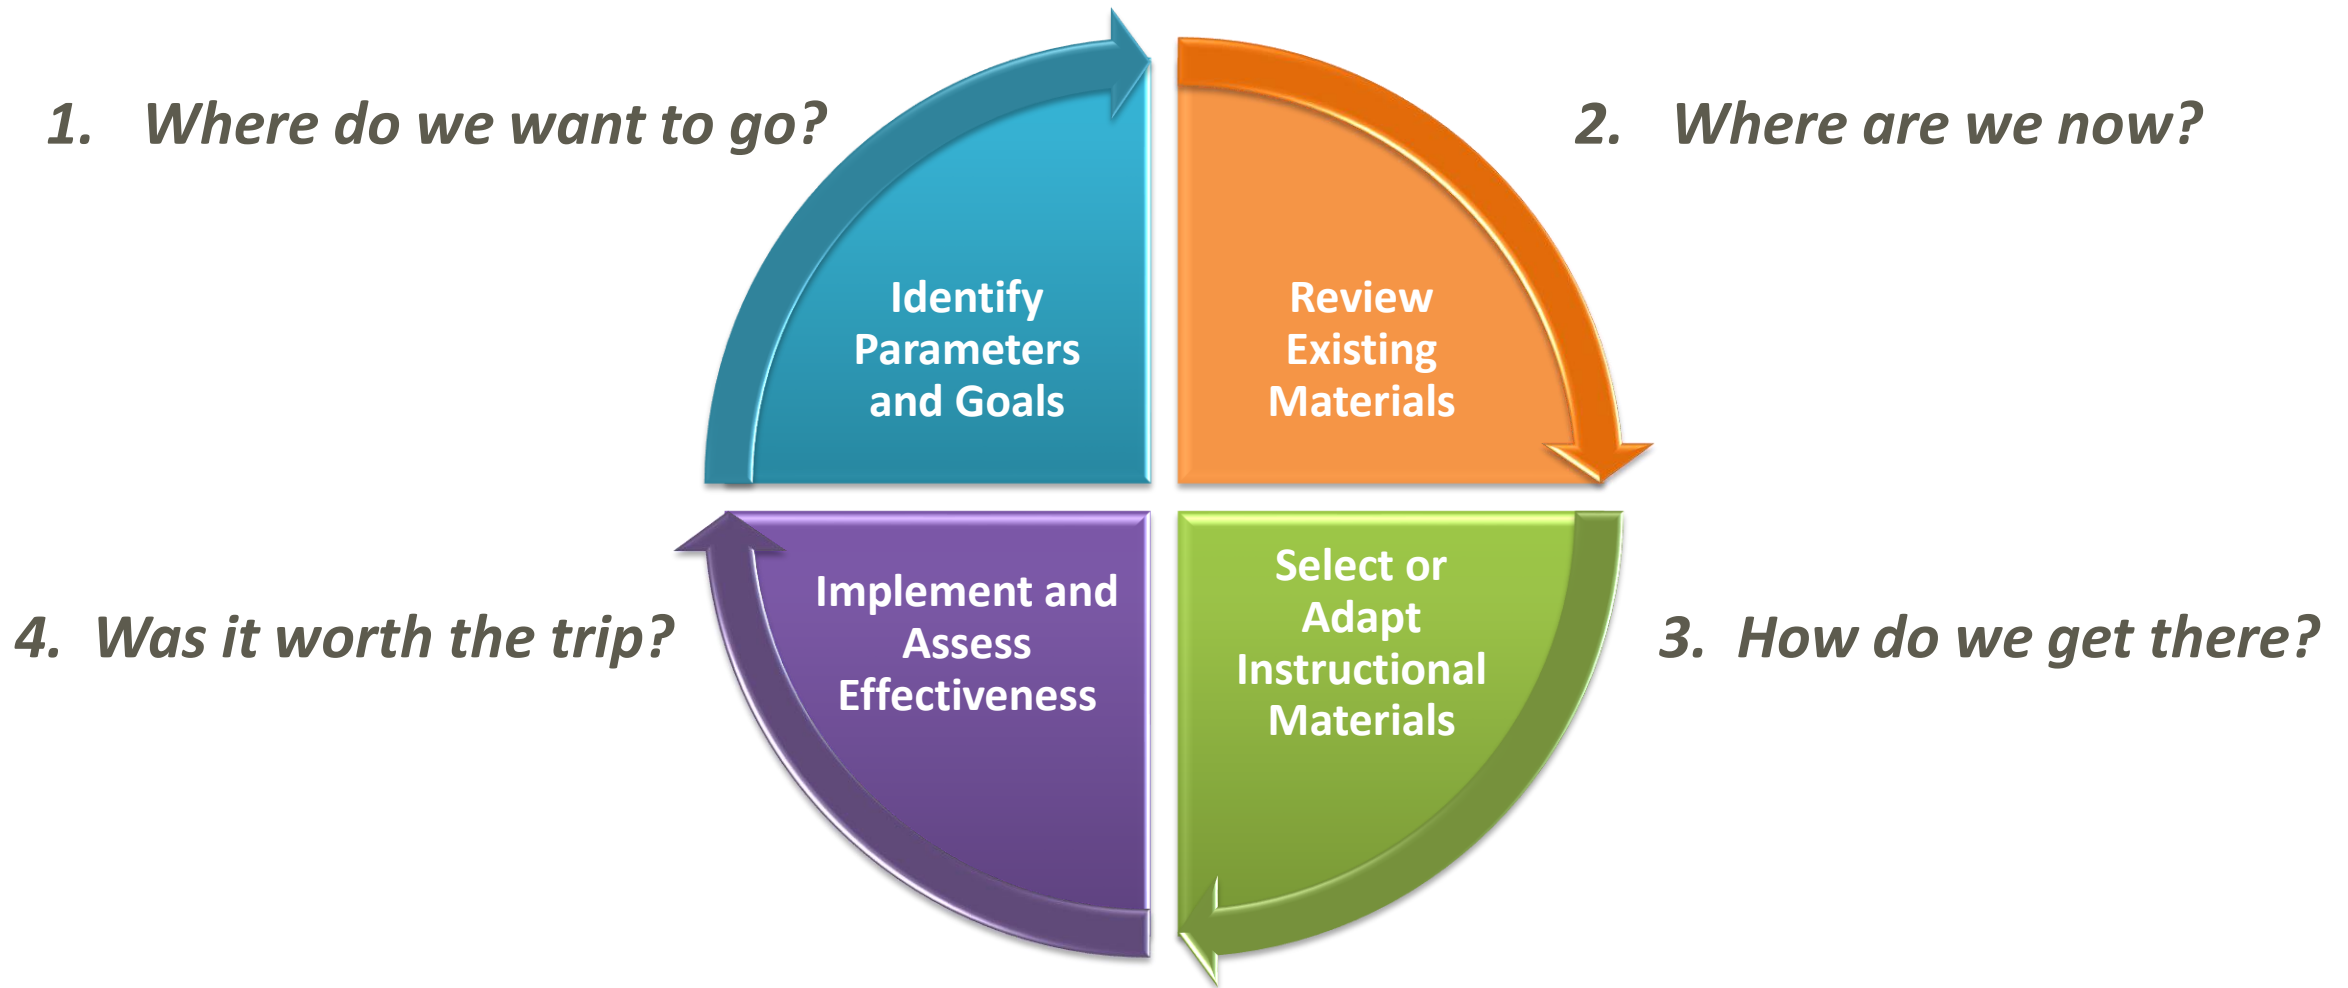 1. Where do we want to go?
2. Where are we now?
Identify
Parameters
and Goals
Review
Existing
Materials
4. Was it worth the trip?
Implement and
Assess
Effectiveness
Select or
Adapt
Instructional
Materials
3. How do we get there?